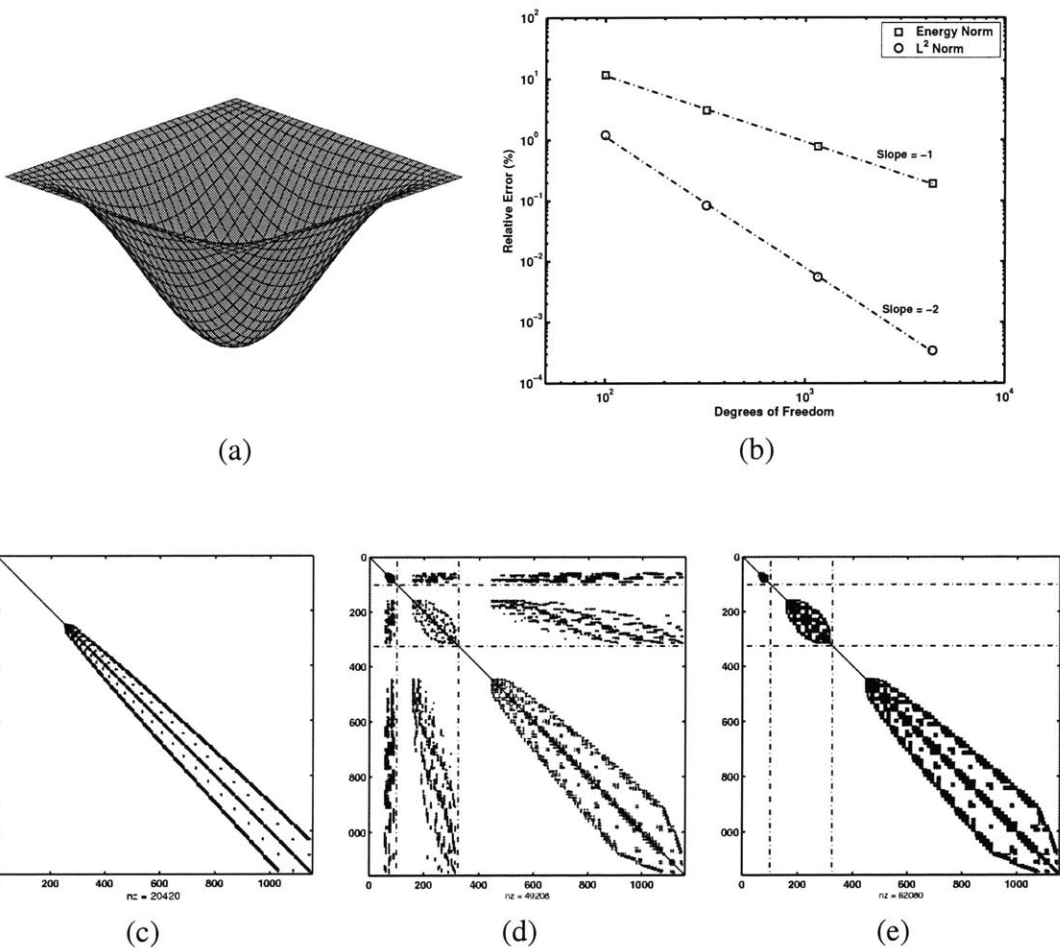 10²
Energy Norm
L² Norm
10¹
10⁰
Slope = −1
10⁻¹
Relative Error (%)
10⁻²
Slope = −2
10⁻³
10⁻⁴
10² 10³ 10⁴
Degrees of Freedom
(a) (b)
200 400 600 800 1000
nz = 20420
(c)
0
200
400
600
800
000
0 200 400 600 800 1000
nz = 49208
(d)
0
200
400
600
800
000
0 200 400 600 800 1000
nz = 62080
(e)